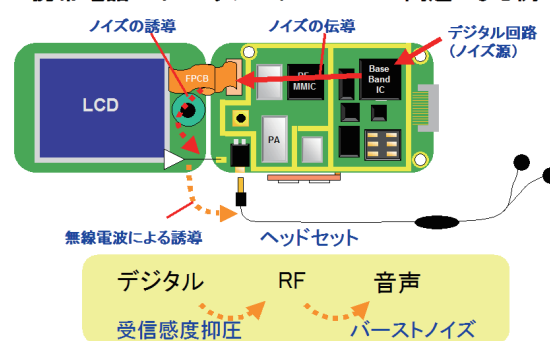 ノイズの誘導
ノイズの伝導
デジタル回路
(ノイズ源)
FPCB
LCD
MMIC
Base
Band
IC
PA
無線電波による誘導
ヘッドセット
デジタル RF 音声
受信感度抑圧 バーストノイズ